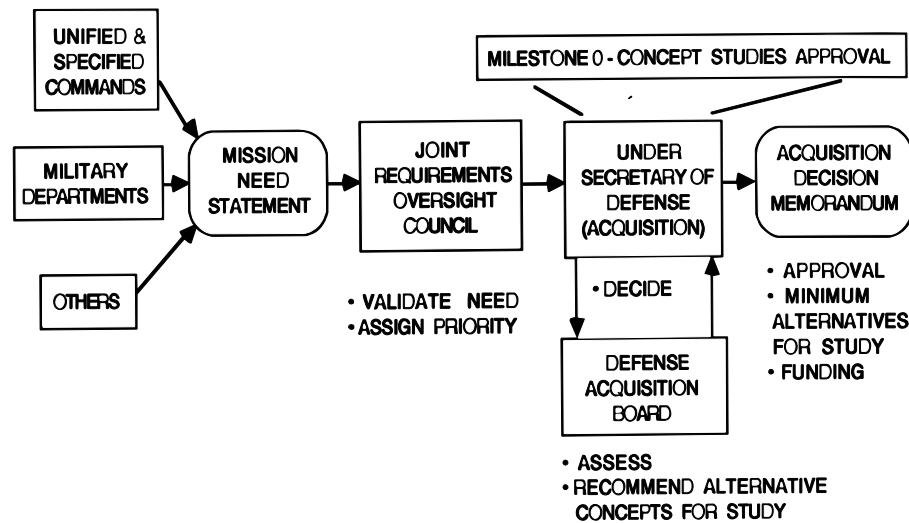 UNIFIED &
SPECIFIED
COMMANDS
MILITARY
DEPARTMENTS
OTHERS
MISSION
NEED
STATEMENT
JOINT
REQUIREMENTS
OVERSIGHT
COUNCIL
• VALIDATE NEED
• ASSIGN PRIORITY
MILESTONE 0 - CONCEPT STUDIES APPROVAL
UNDER
SECRETARY OF
DEFENSE
(ACQUISITION)
• DECIDE
DEFENSE
ACQUISITION
BOARD
• ASSESS
• RECOMMEND ALTERNATIVE
CONCEPTS FOR STUDY
ACQUISITION
DECISION
MEMORANDUM
• APPROVAL
• MINIMUM
ALTERNATIVES
FOR STUDY
• FUNDING